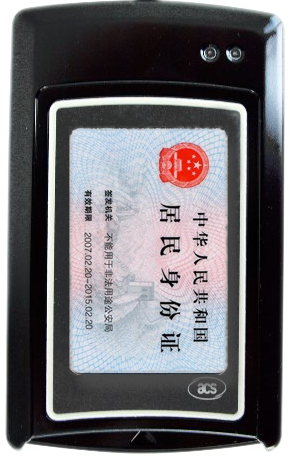 中华人民共和国
居民身份证
签发机关 不能用于非法用途公安局
有效期限 2007.02.20-2015.02.20
acs